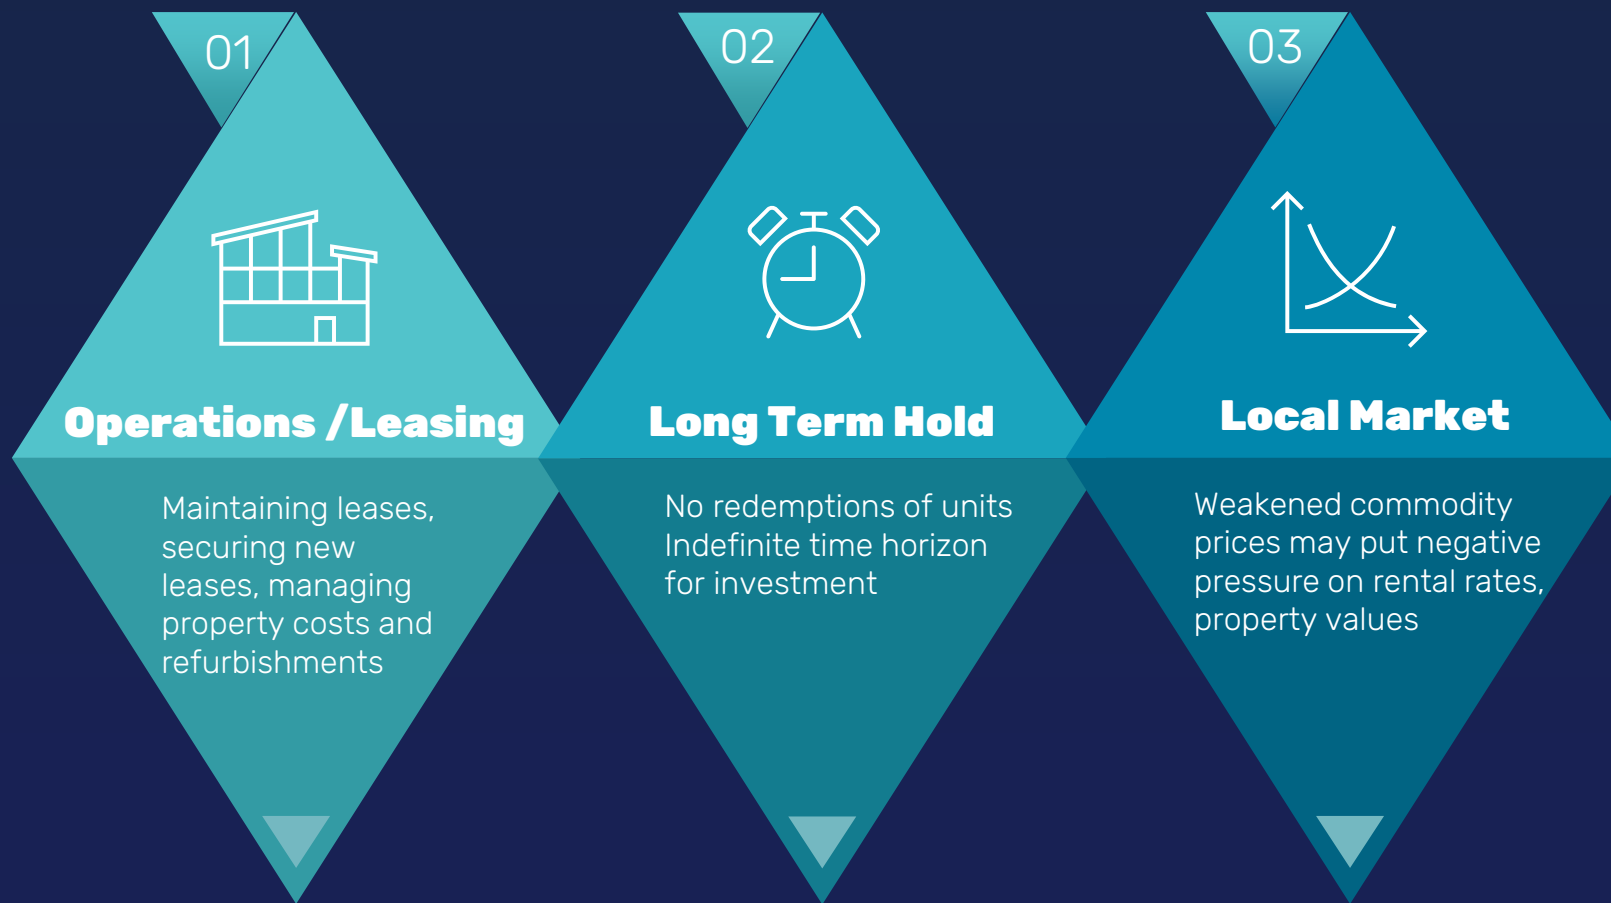 01
Operations /Leasing
Maintaining leases,
securing new
leases, managing
property costs and
refurbishments
02
Long Term Hold
No redemptions of units
Indefinite time horizon
for investment
03
Local Market
Weakened commodity
prices may put negative
pressure on rental rates,
property values